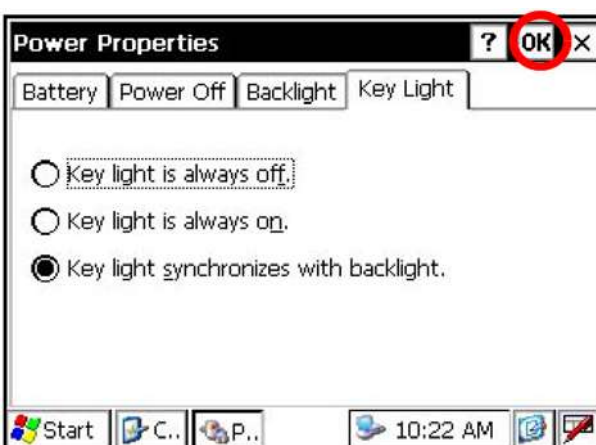 Power Properties ? OK ×
Battery Power Off Backlight Key Light
Key light is always off.
Key light is always on.
Key light synchronizes with backlight.
Start C.. P.. 10:22 AM